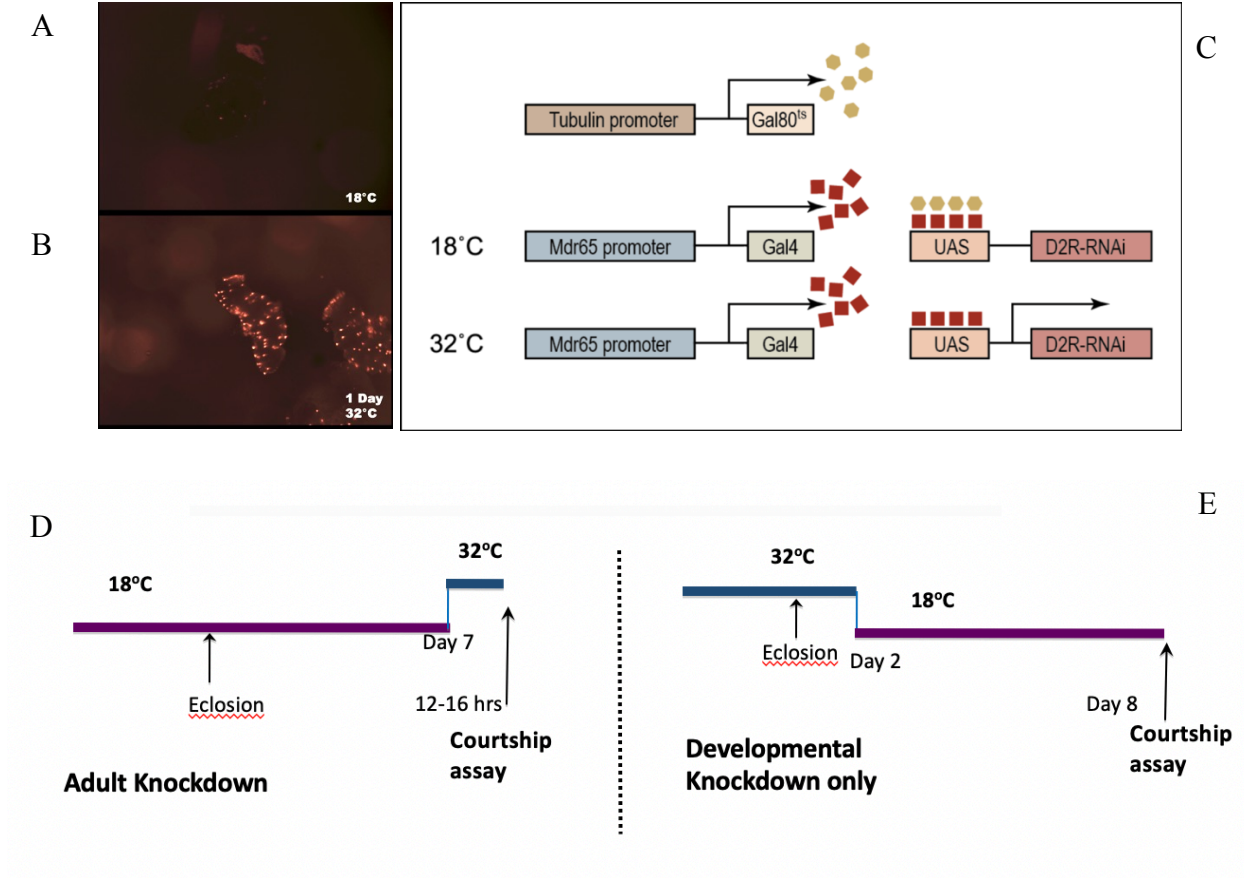 A
18°C
B
1 Day
32°C
C
Tubulin promoter
Gal80ts
18˚C
Mdr65 promoter
Gal4
UAS
D2R-RNAi
32˚C
Mdr65 promoter
Gal4
UAS
D2R-RNAi
D
18ºC
32ºC
Day 7
Eclosion
12-16 hrs
Courtship
assay
Adult Knockdown
E
32ºC
18ºC
Eclosion
Day 2
Day 8
Courtship
assay
Developmental
Knockdown only